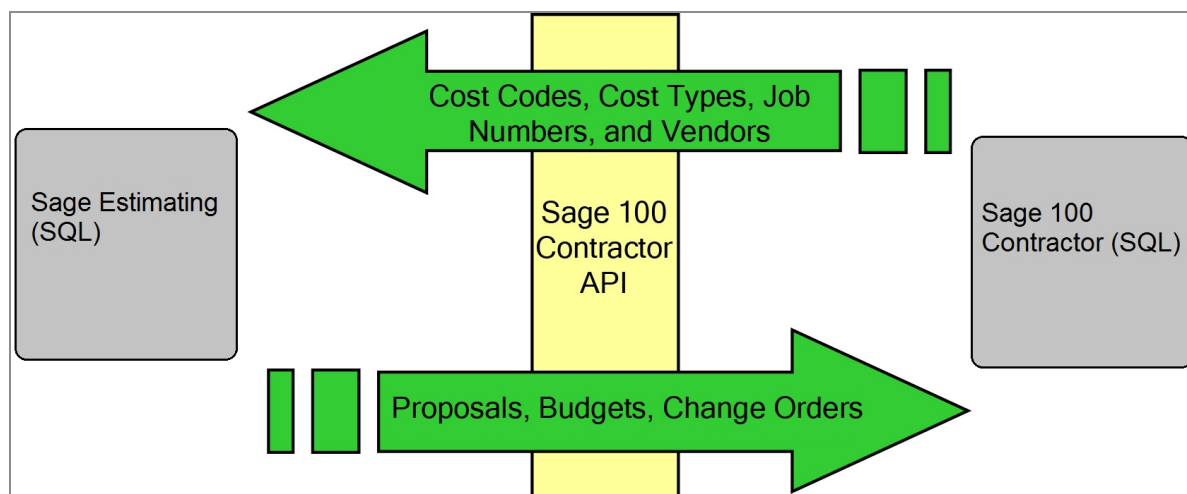 Cost Codes, Cost Types, Job
Numbers, and Vendors
Sage Estimating
(SQL)
Sage 100
Contractor
API
Sage 100
Contractor (SQL)
Proposals, Budgets, Change Orders